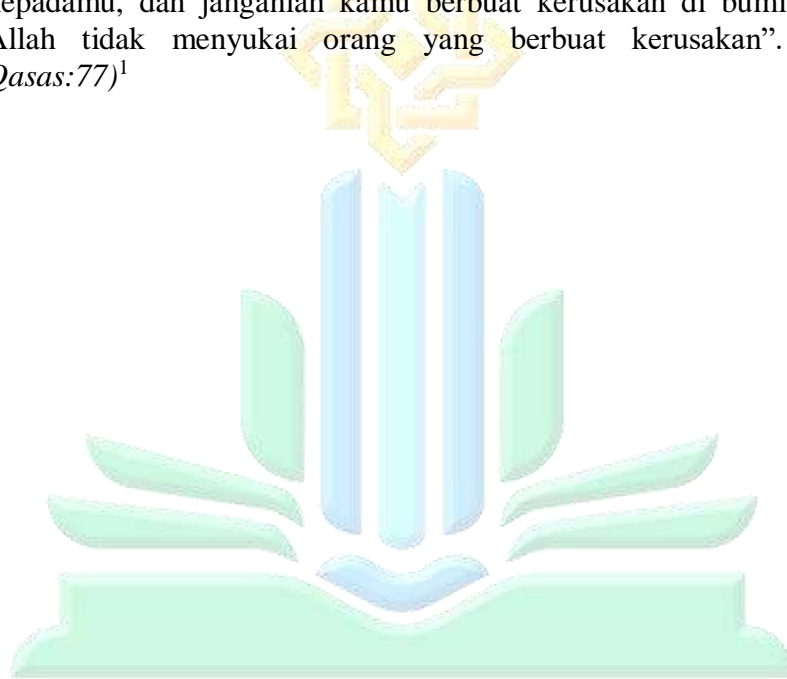 kepadamu, dan janganlah kamu berbuat kerusakan di bumi
Allah tidak menyukai orang yang berbuat kerusakan”.
Qasas:77)¹